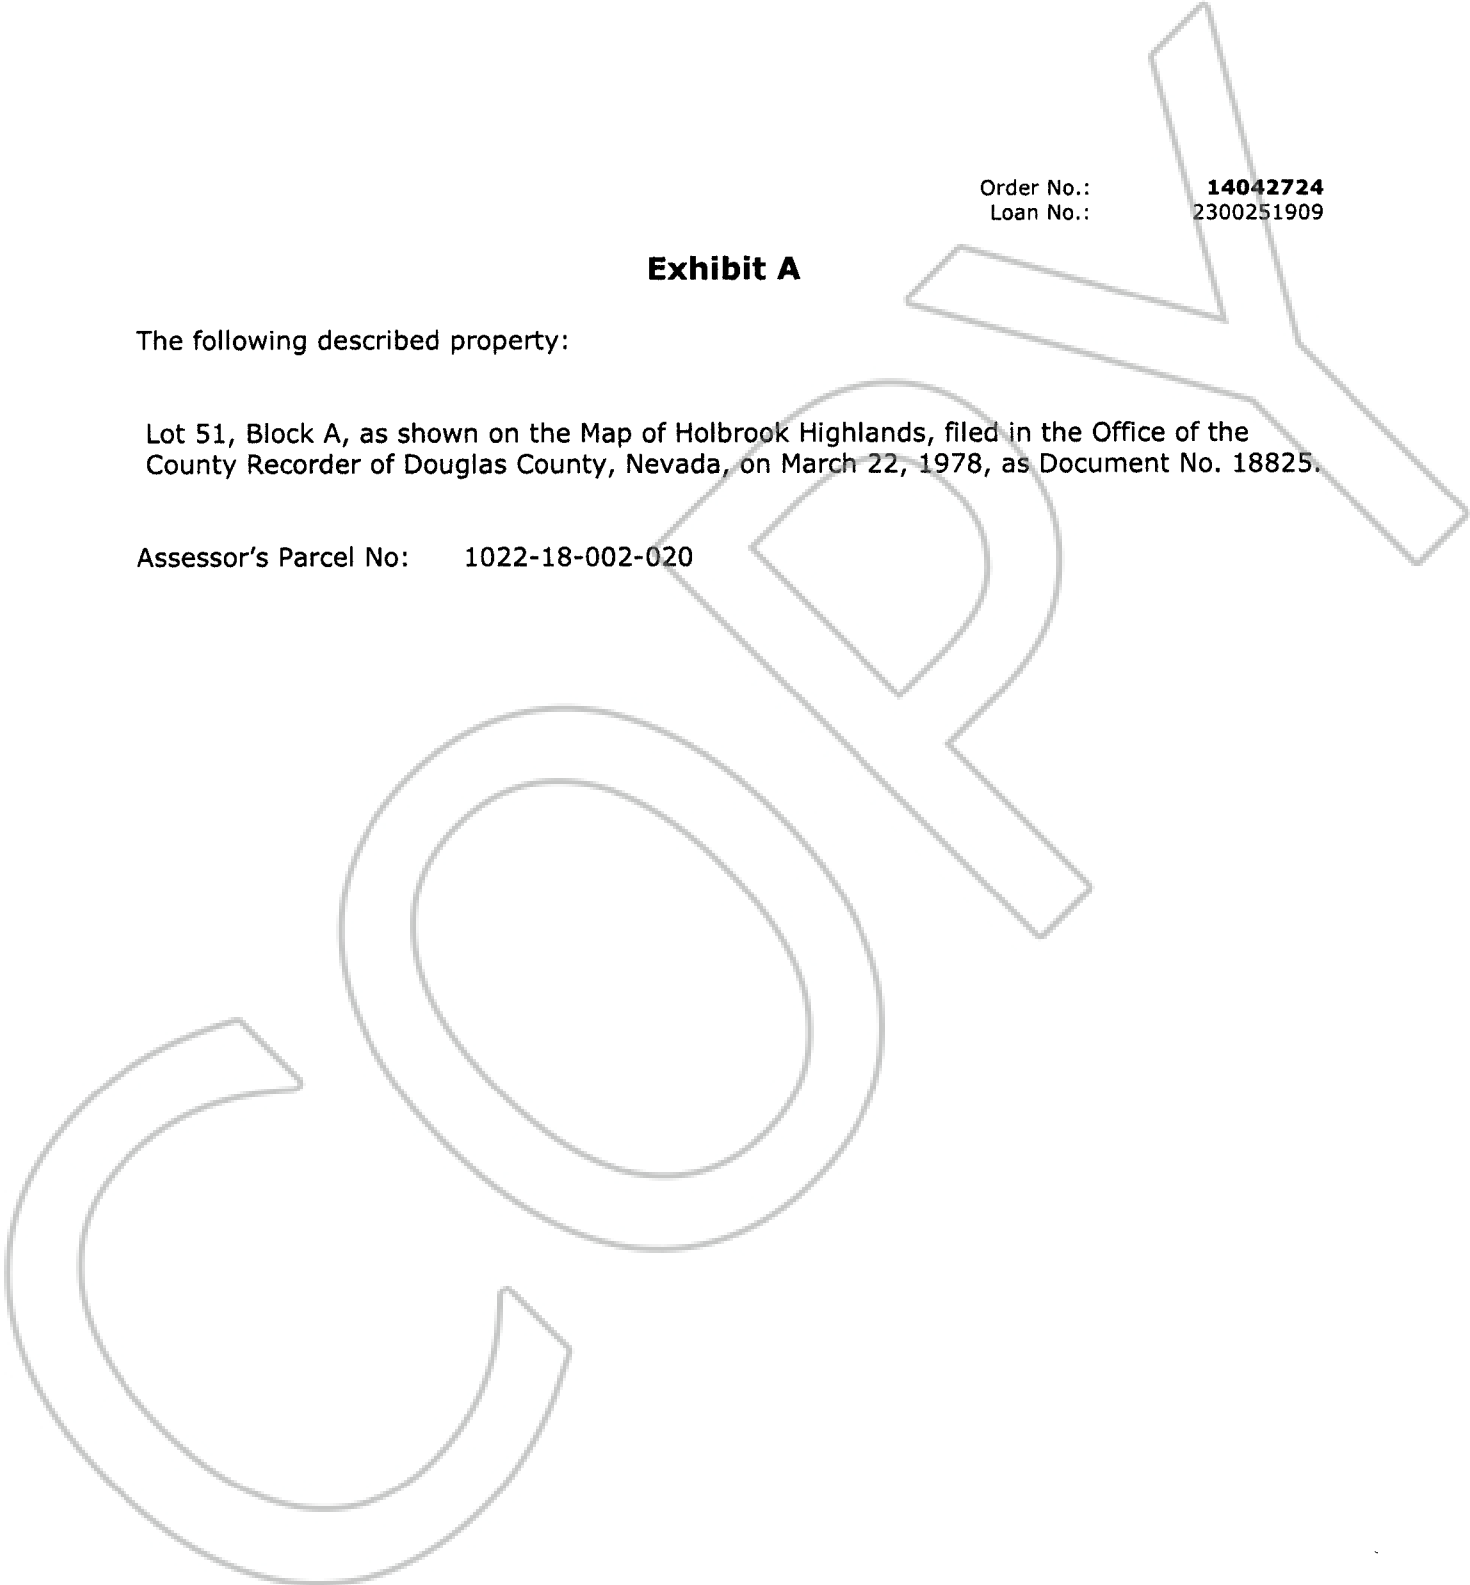 Order No.: 14042724
Loan No.: 2300251909
Exhibit A
The following described property:
Lot 51, Block A, as shown on the Map of Holbrook Highlands, filed in the Office of the
County Recorder of Douglas County, Nevada, on March 22, 1978, as Document No. 18825.
Assessor's Parcel No: 1022-18-002-020
COPY